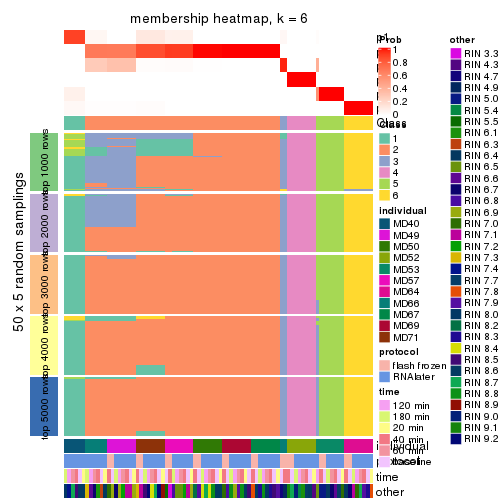 membership heatmap, k = 6
50 x 5 random samplings
top 1000 rows
top 2000 rows
top 3000 rows
top 4000 rows
top 5000 rows
p1
Class
individual
protocol
time
other
Prob
1
0.8
0.6
0.4
0.2
0
Class
1
2
3
4
5
6
individual
MD40
MD49
MD50
MD52
MD53
MD57
MD64
MD66
MD67
MD69
MD71
protocol
flash frozen
RNAlater
time
120 min
180 min
20 min
40 min
60 min
baseline
other
RIN 3.3
RIN 4.3
RIN 4.7
RIN 4.9
RIN 5.0
RIN 5.4
RIN 5.5
RIN 6.1
RIN 6.3
RIN 6.4
RIN 6.5
RIN 6.6
RIN 6.7
RIN 6.8
RIN 6.9
RIN 7.0
RIN 7.1
RIN 7.2
RIN 7.3
RIN 7.4
RIN 7.7
RIN 7.8
RIN 7.9
RIN 8.0
RIN 8.2
RIN 8.3
RIN 8.4
RIN 8.5
RIN 8.6
RIN 8.7
RIN 8.8
RIN 8.9
RIN 9.0
RIN 9.1
RIN 9.2